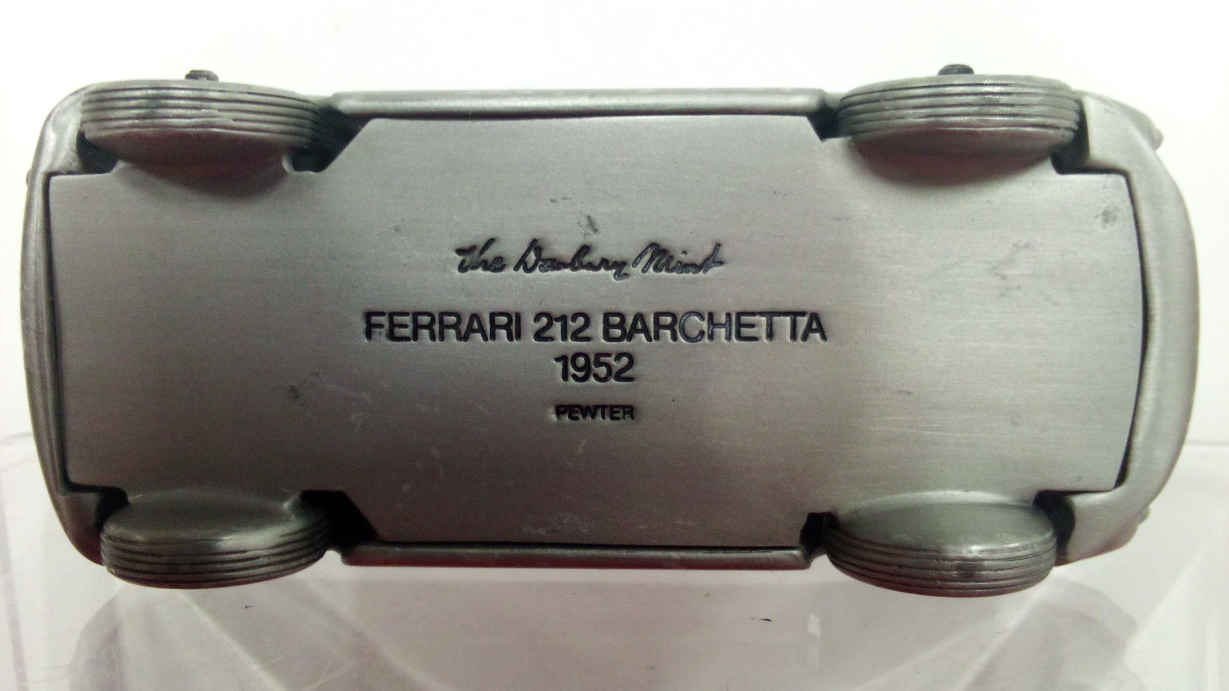 The Danbury Mint
FERRARI 212 BARCHETTA
1952
PEWTER